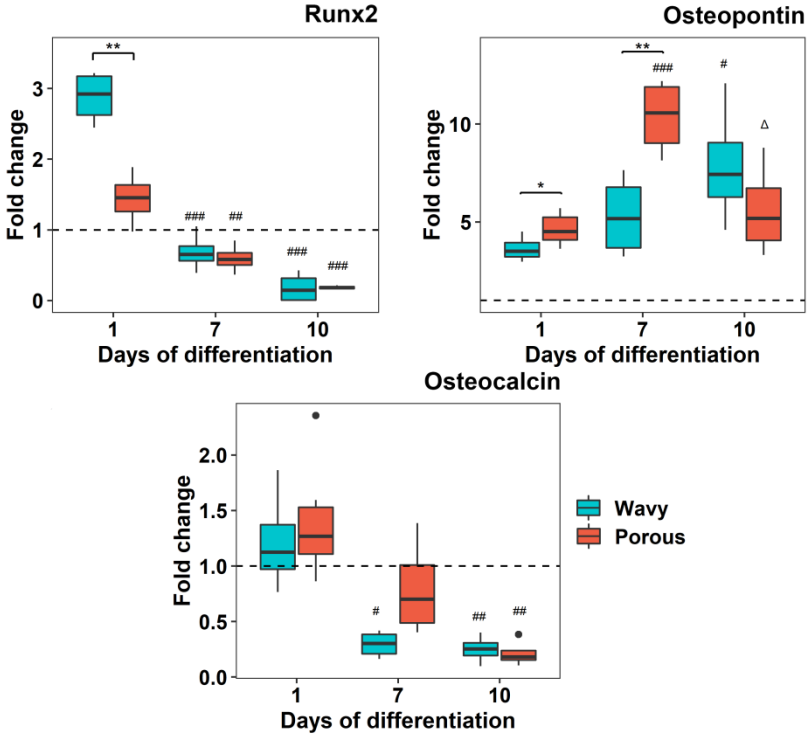 Runx2
Fold change
3
2
1
0
**
###
##
###
###
1
7
10
Days of differentiation
Osteopontin
Fold change
10
5
*
**
###
#
Δ
1
7
10
Days of differentiation
Osteocalcin
Fold change
2.0
1.5
1.0
0.5
0.0
#
##
##
1
7
10
Days of differentiation
Wavy
Porous